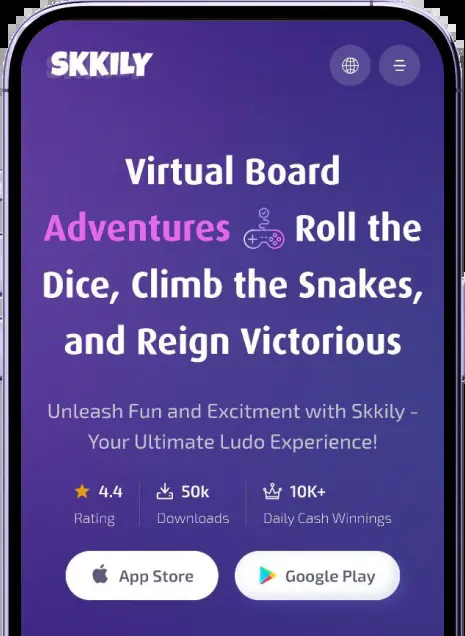 SKKILY
Virtual Board
Adventures Roll the
Dice, Climb the Snakes,
and Reign Victorious
Unleash Fun and Excitment with Skkily -
Your Ultimate Ludo Experience!
4.4 50k 10K+
Rating Downloads Daily Cash Winnings
App Store Google Play